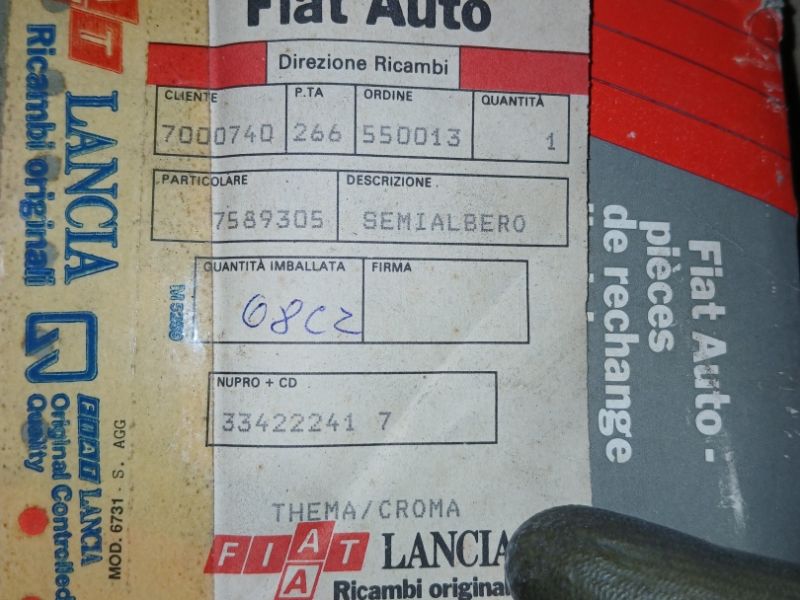 Fiat Auto
Direzione Ricambi
CLIENTE P.TA ORDINE QUANTITÀ
7000740 266 550013 1
PARTICOLARE DESCRIZIONE
7589305 SEMIALBERO
QUANTITÀ IMBALLATA FIRMA
08C2
NUPRO + CD
33422241 7
THEMA/CROMA
FIAT LANCIA
Ricambi original
LANCIA
Ricambi originali
FIAT LANCIA
Original Controlled
Quality
MOD. 6731 - S. AGG
Fiat Auto -
pièces
de rechange